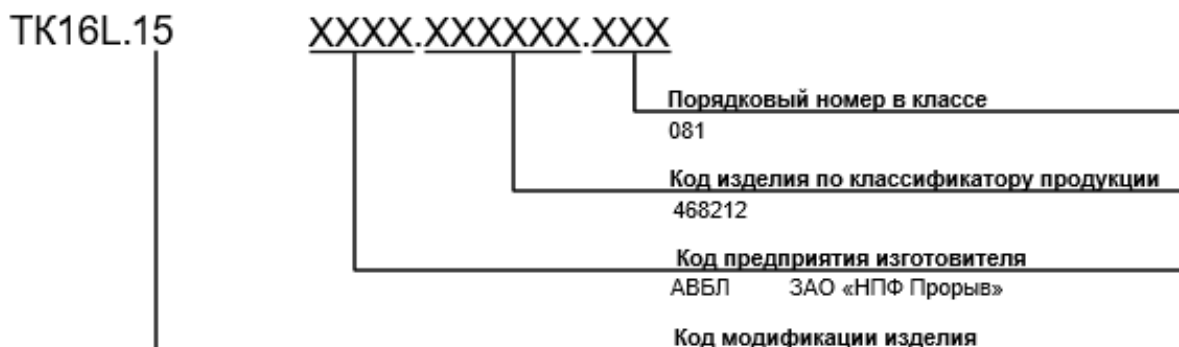 ТК16L.15 XXXX.XXXXXX.XXX
Порядковый номер в классе
081
Код изделия по классификатору продукции
468212
Код предприятия изготовителя
АВБЛ ЗАО «НПФ Прорыв»
Код модификации изделия